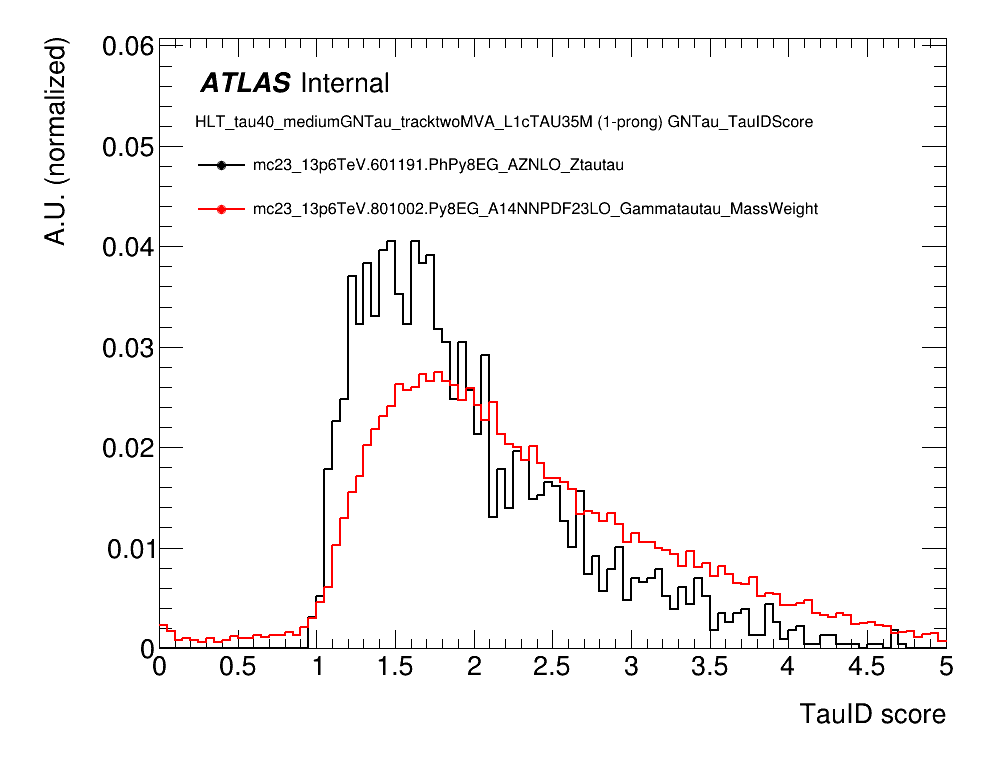 A.U. (normalized)
0.06
0.05
0.04
0.03
0.02
0.01
0
ATLAS Internal
HLT_tau40_mediumGNTau_tracktwoMVA_L1cTAU35M (1-prong) GNTau_TauIDScore
mc23_13p6TeV.601191.PhPy8EG_AZNLO_Ztautau
mc23_13p6TeV.801002.Py8EG_A14NNPDF23LO_Gammatautau_MassWeight
0 0.5 1 1.5 2 2.5 3 3.5 4 4.5 5
TauID score